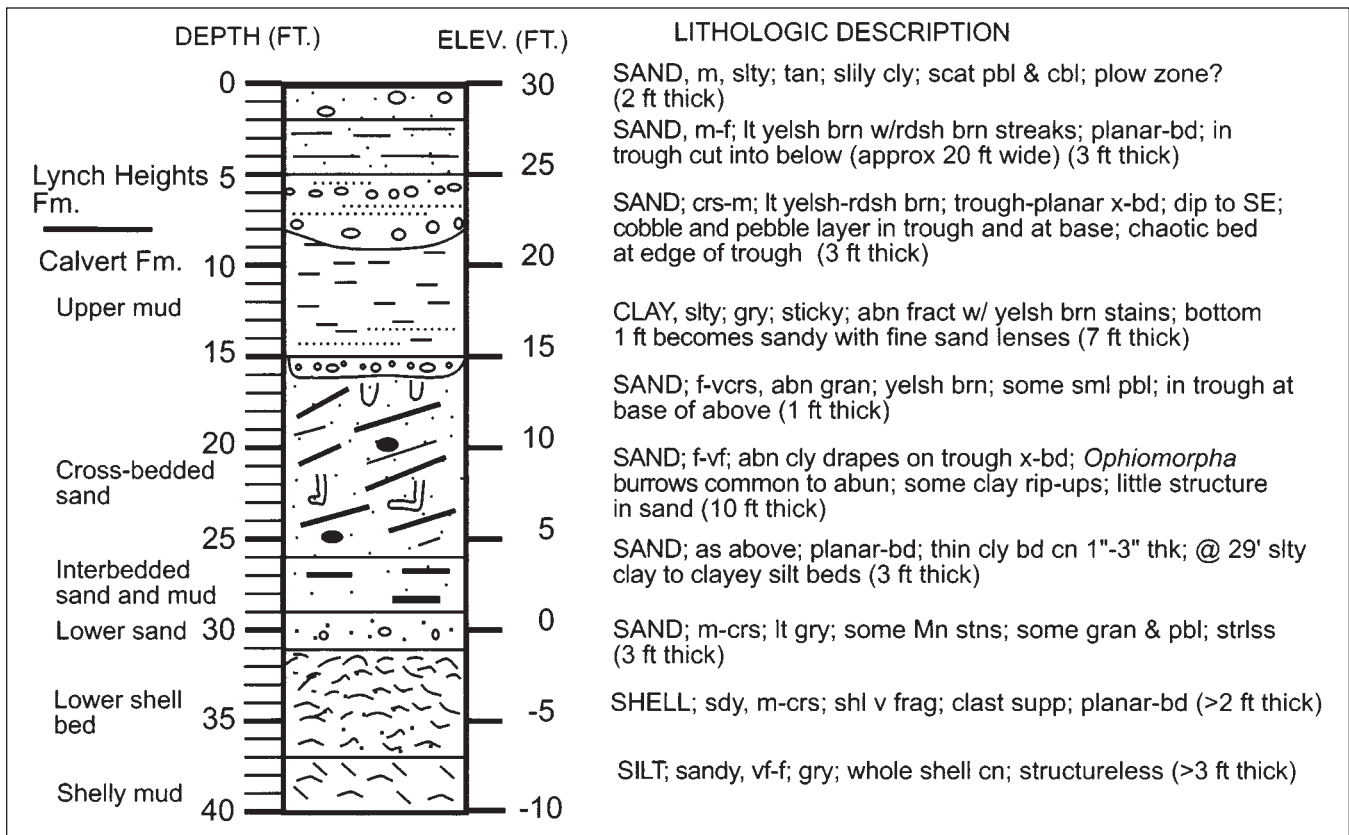 DEPTH (FT.)
ELEV. (FT.)
LITHOLOGIC DESCRIPTION
0
5
10
15
20
25
30
35
40
30
25
20
15
10
5
0
-5
-10
Lynch Heights
Fm.
Calvert Fm.
Upper mud
Cross-bedded
sand
Interbedded
sand and mud
Lower sand
Lower shell
bed
Shelly mud
SAND, m, slty; tan; slily cly; scat pbl & cbl; plow zone?
(2 ft thick)
SAND, m-f; lt yelsh brn w/rdsh brn streaks; planar-bd; in
trough cut into below (approx 20 ft wide) (3 ft thick)
SAND; crs-m; lt yelsh-rdsh brn; trough-planar x-bd; dip to SE;
cobble and pebble layer in trough and at base; chaotic bed
at edge of trough (3 ft thick)
CLAY, slty; gry; sticky; abn fract w/ yelsh brn stains; bottom
1 ft becomes sandy with fine sand lenses (7 ft thick)
SAND; f-vcrs, abn gran; yelsh brn; some sml pbl; in trough at
base of above (1 ft thick)
SAND; f-vf; abn cly drapes on trough x-bd; Ophiomorpha
burrows common to abun; some clay rip-ups; little structure
in sand (10 ft thick)
SAND; as above; planar-bd; thin cly bd cn 1"-3" thk; @ 29' slty
clay to clayey silt beds (3 ft thick)
SAND; m-crs; lt gry; some Mn stns; some gran & pbl; strlss
(3 ft thick)
SHELL; sdy, m-crs; shl v frag; clast supp; planar-bd (>2 ft thick)
SILT; sandy, vf-f; gry; whole shell cn; structureless (>3 ft thick)